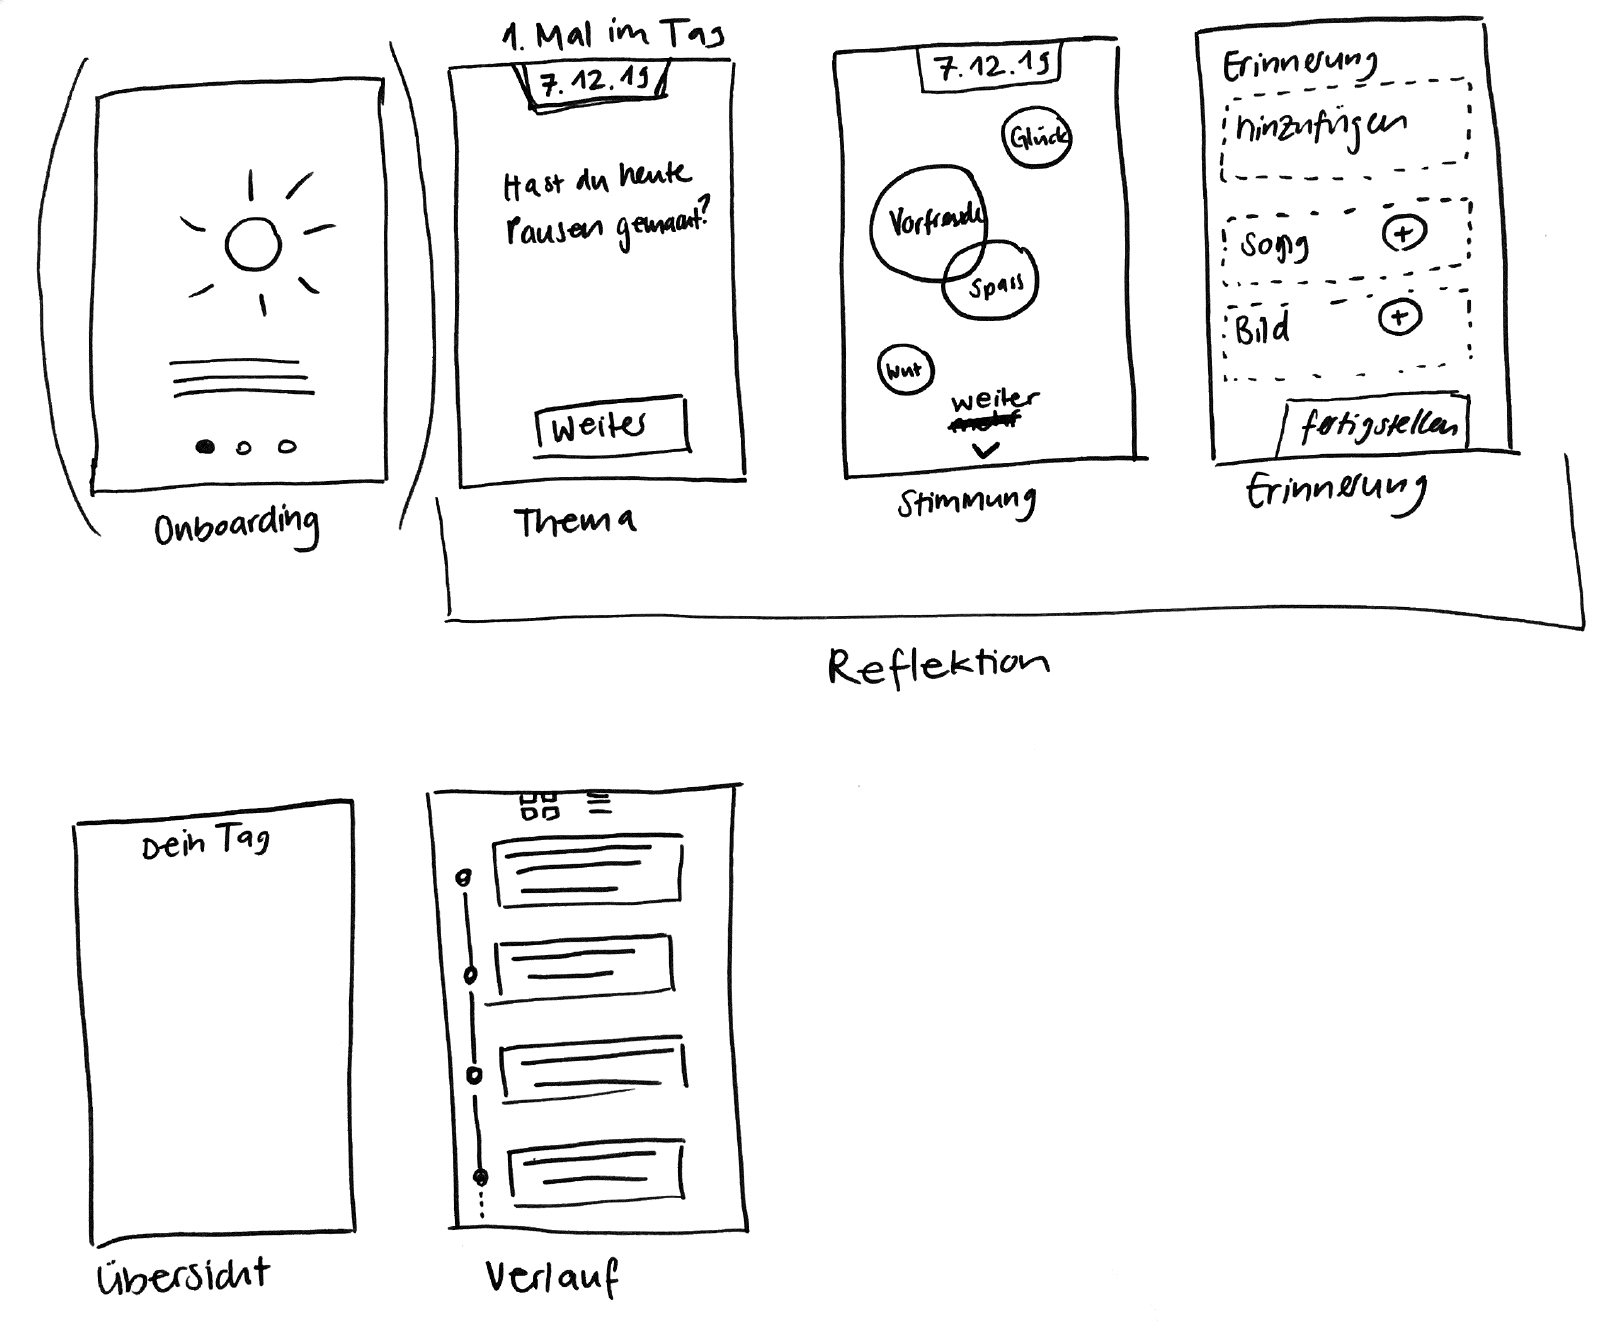 1. Mal im Tag
7.12.19
Hast du heute
Pausen gemacht?
Weiter
7.12.19
Glück
Vorfreude
Spass
Wut
weiter
Erinnerung
hinzufügen
Song
+
Bild
+
fertigstellen
Onboarding
Thema
Stimmung
Erinnerung
Reflektion
Dein Tag
Übersicht
Verlauf